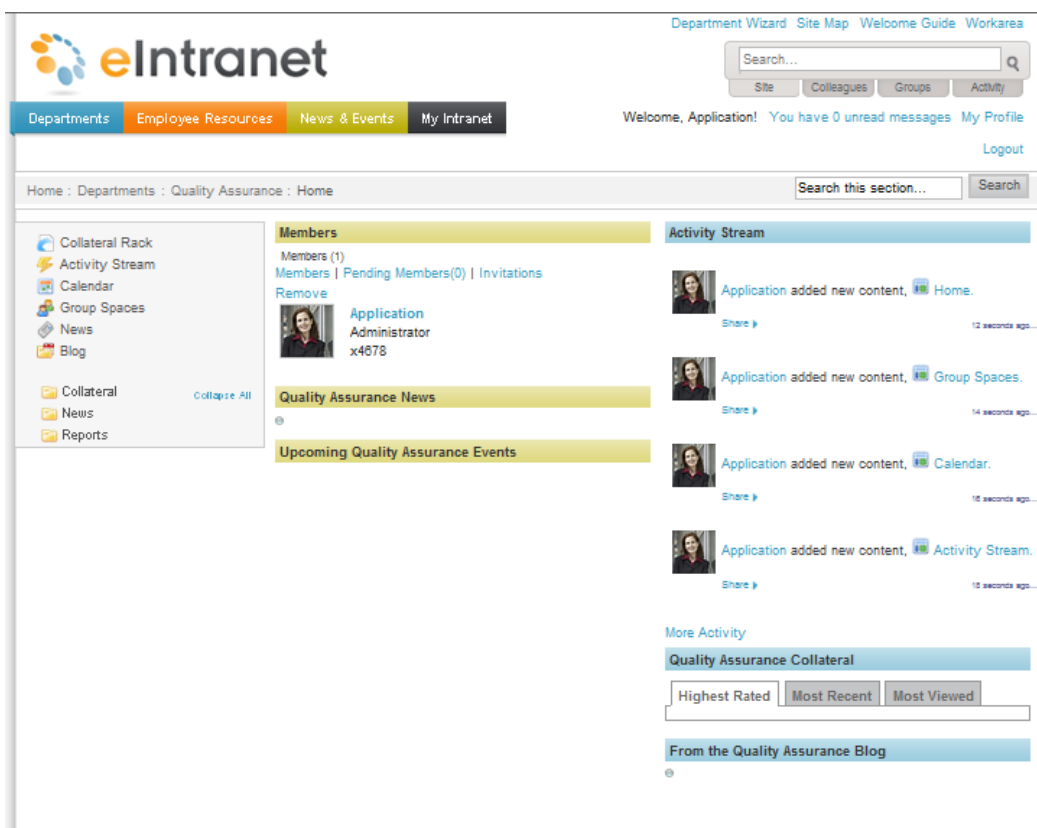 Department Wizard Site Map Welcome Guide Workarea
eIntranet
Search...
Site Colleagues Groups Activity
Departments Employee Resources News & Events My Intranet
Welcome, Application! You have 0 unread messages My Profile
Logout
Home : Departments : Quality Assurance : Home
Search this section... Search
Collateral Rack
Activity Stream
Calendar
Group Spaces
News
Blog
Collateral Collapse All
News
Reports
Members
Members (1)
Members | Pending Members(0) | Invitations
Remove
Application
Administrator
x4678
Quality Assurance News
Upcoming Quality Assurance Events
Activity Stream
Application added new content, Home.
Share 12 seconds ago...
Application added new content, Group Spaces.
Share 14 seconds ago...
Application added new content, Calendar.
Share 16 seconds ago...
Application added new content, Activity Stream.
Share 18 seconds ago...
More Activity
Quality Assurance Collateral
Highest Rated Most Recent Most Viewed
From the Quality Assurance Blog